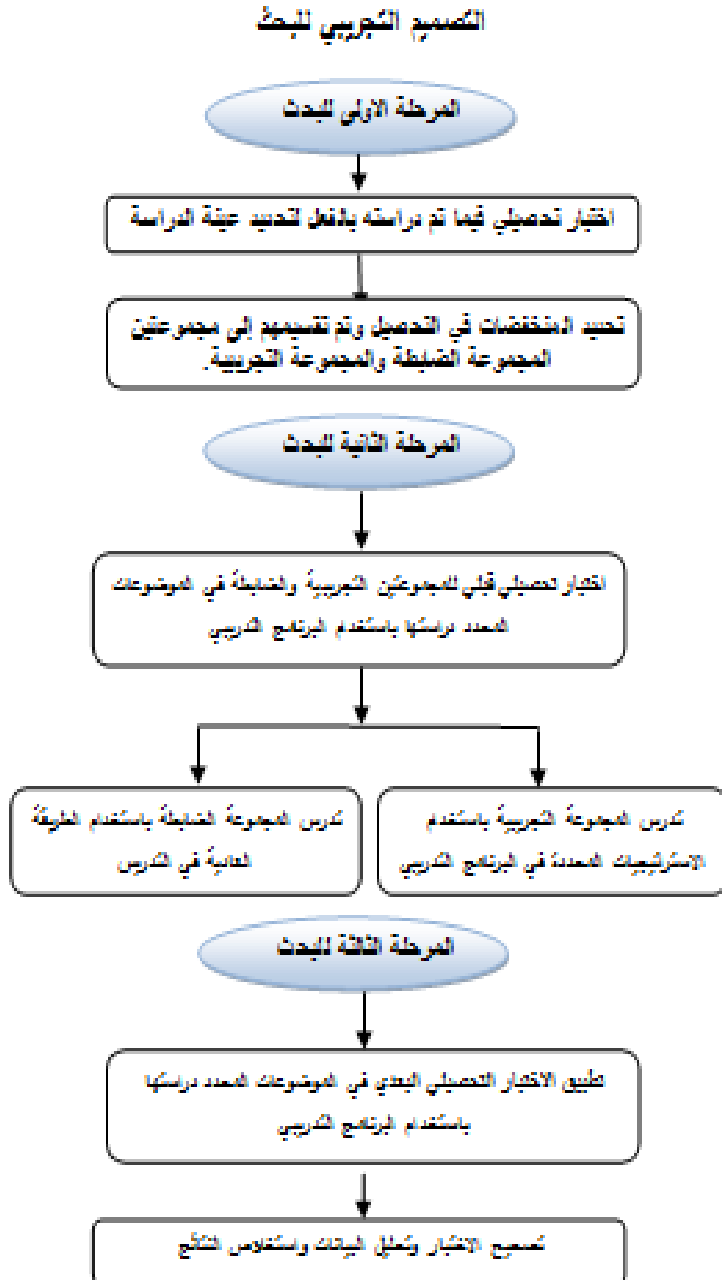 التصميم التجريبي للبحث
المرحلة الاولى للبحث
اختبار تحصيلي فيما تم دراسته بالفعل لتحديد عينة الدراسة
تحديد المنخفضات في التحصيل وتم تقسيمهم إلى مجموعتين
المجموعة الضابطة والمجموعة التجريبية.
المرحلة الثانية للبحث
اختبار تحصيلي قبلي للمجموعتين التجريبية والضابطة في الموضوعات
المحدد دراستها باستخدام البرنامج التدريبي
تدرس المجموعة التجريبية باستخدام
الاستراتيجيات المحددة في البرنامج التدريبي
تدرس المجموعة الضابطة باستخدام الطريقة
العادية في التدريس
المرحلة الثالثة للبحث
تطبيق الاختبار التحصيلي البعدي في الموضوعات المحدد دراستها
باستخدام البرنامج التدريبي
تصحيح الاختبار وتحليل البيانات واستخلاص النتائج